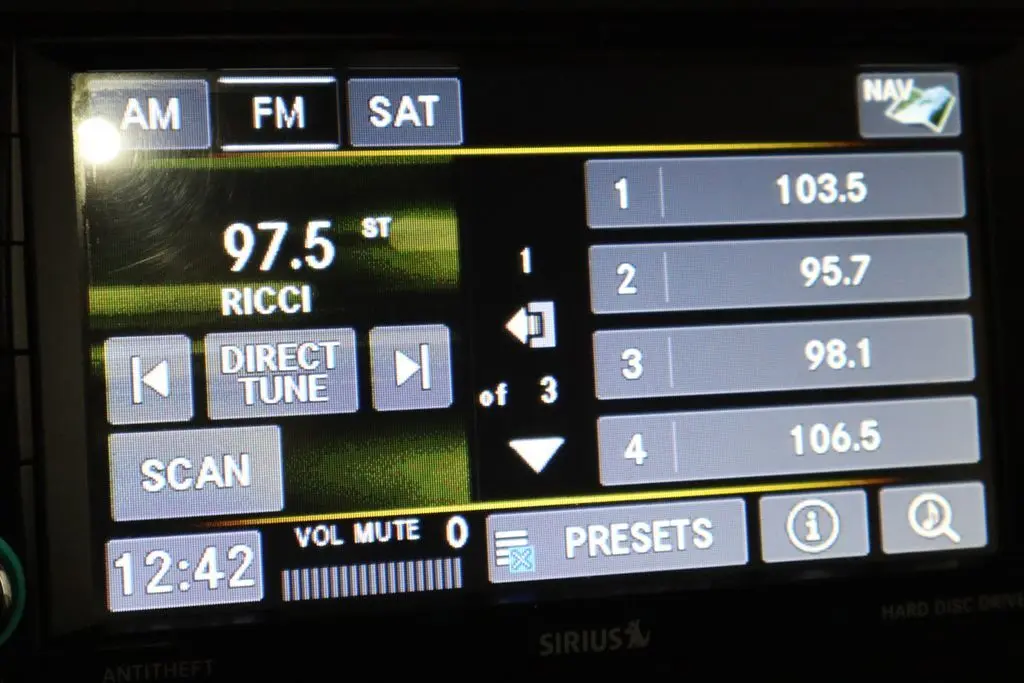 AM FM SAT NAV
97.5 ST
RICCI
DIRECT
TUNE
SCAN
1
of 3
1 103.5
2 95.7
3 98.1
4 106.5
12:42
VOL MUTE 0
PRESETS
i
SIRIUS
HARD DISC DRIVE
ANTITHEFT